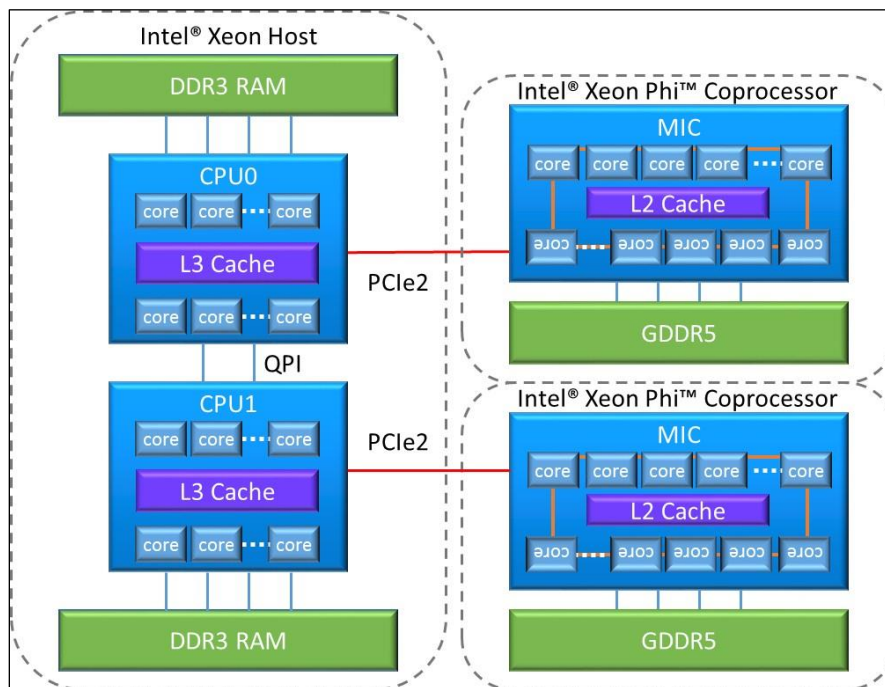 Intel® Xeon Host
DDR3 RAM
CPU0
core core core
L3 Cache
core core core
QPI
CPU1
core core core
L3 Cache
core core core
DDR3 RAM
PCIe2
PCIe2
Intel® Xeon Phi™ Coprocessor
MIC
core core core core core
L2 Cache
core core core core core
GDDR5
Intel® Xeon Phi™ Coprocessor
MIC
core core core core core
L2 Cache
core core core core core
GDDR5